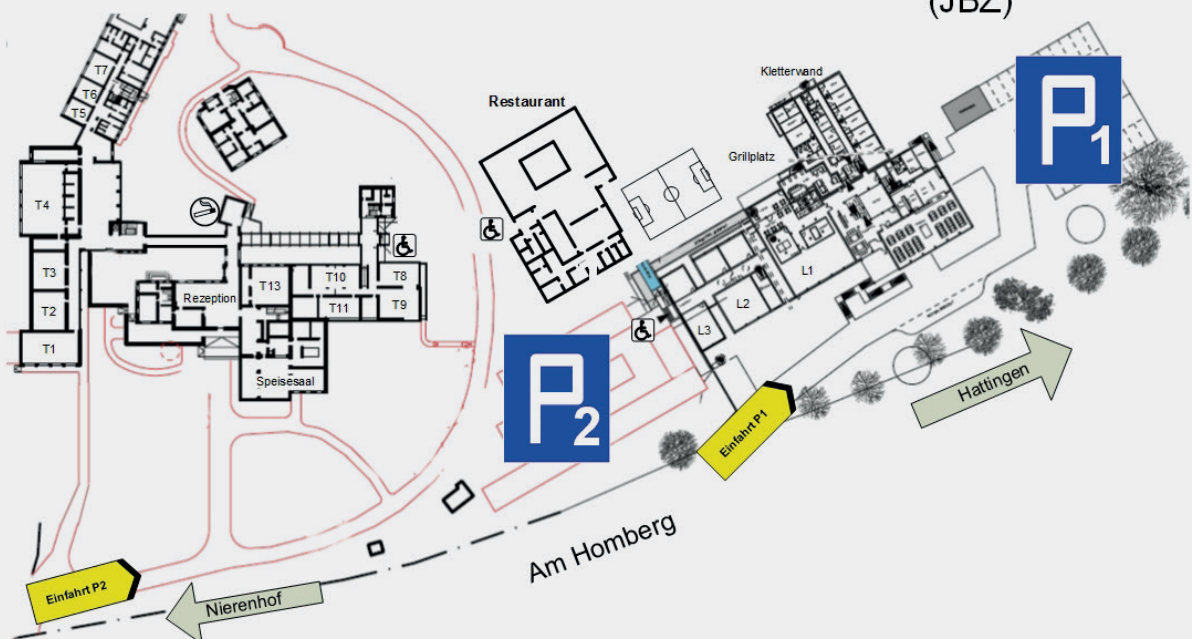 (JBZ)
Kletterwand
P1
T7
T6
T5
Restaurant
Grillplatz
T4
T3
T10
T8
T13
L1
Rezeption
T2
T11
T9
L2
L3
T1
P2
Speisesaal
Hattingen
Einfahrt P1
Am Homberg
Einfahrt P2
Nierenhof